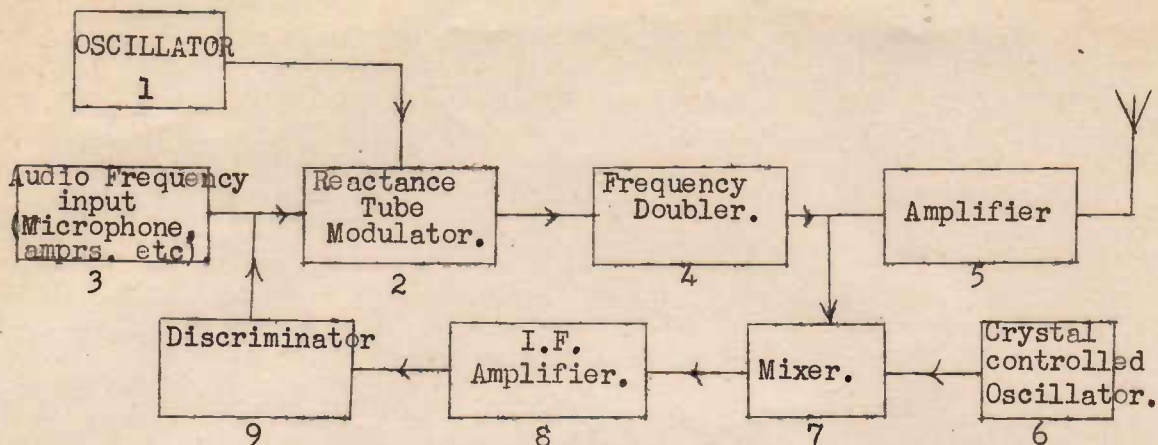 OSCILLATOR
1
Audio Frequency
input
(Microphone,
amprs. etc).
3
Reactance
Tube
Modulator.
2
Frequency
Doubler.
4
Amplifier
5
Discriminator
9
I.F.
Amplifier.
8
Mixer.
7
Crystal
controlled
Oscillator.
6